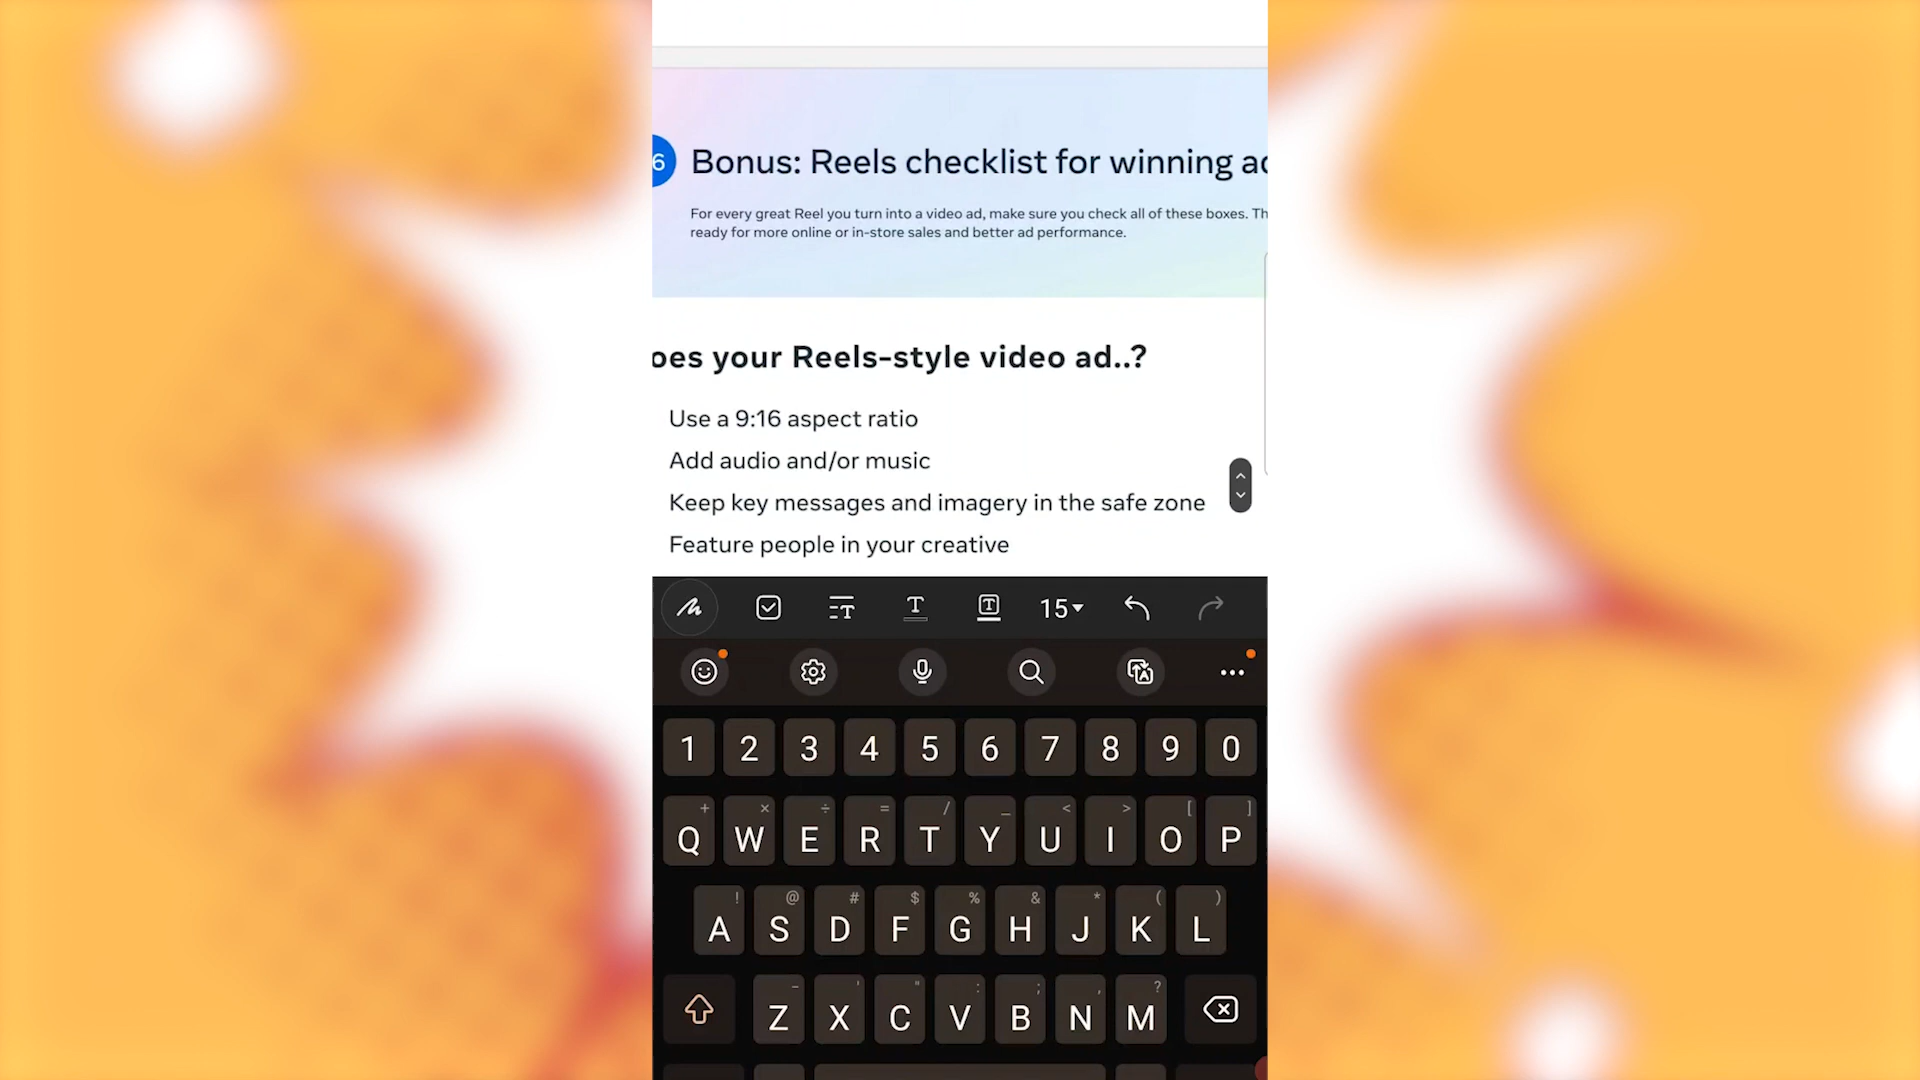 6 Bonus: Reels checklist for winning ad
For every great Reel you turn into a video ad, make sure you check all of these boxes. Th
ready for more online or in-store sales and better ad performance.
oes your Reels-style video ad..?
Use a 9:16 aspect ratio
Add audio and/or music
Keep key messages and imagery in the safe zone
Feature people in your creative
T T T 15
1 2 3 4 5 6 7 8 9 0
+ × ÷ = / _ < > [ ]
Q W E R T Y U I O P
! @ # $ % & * ( )
A S D F G H J K L
- ' " : ; , ?
Z X C V B N M